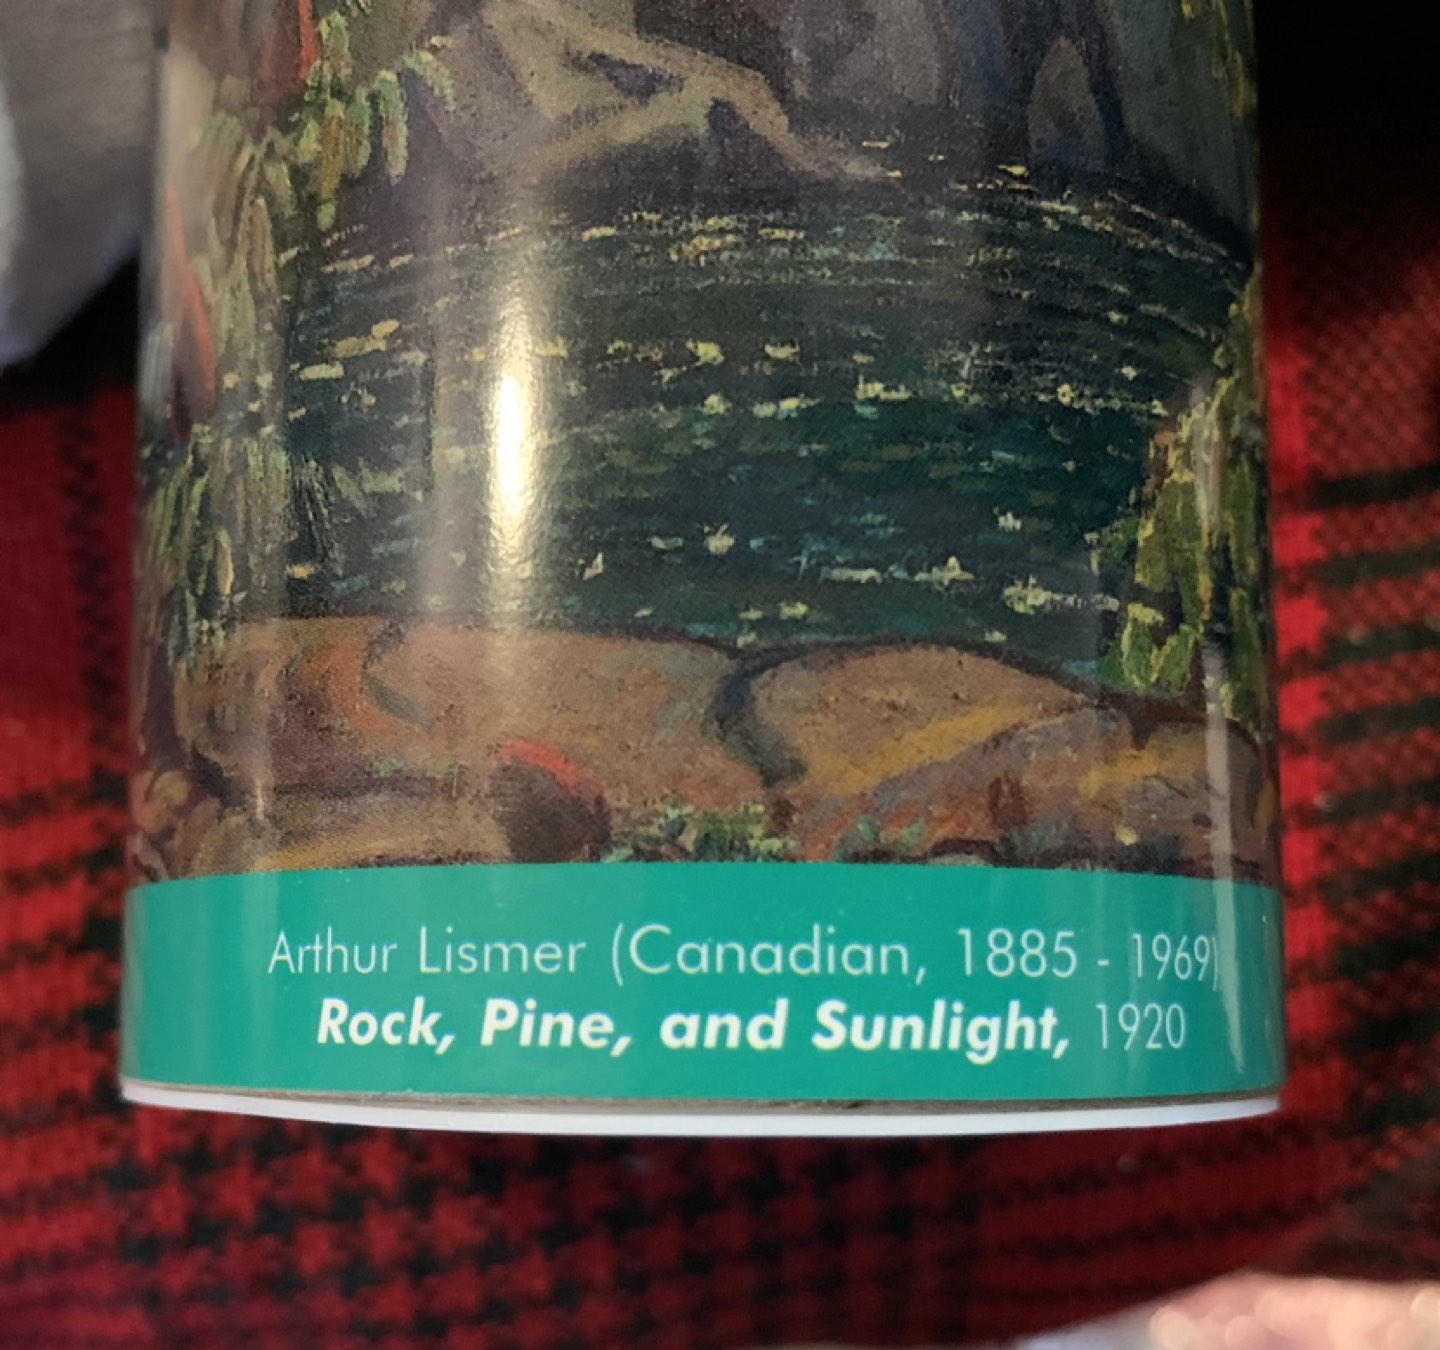 Arthur Lismer (Canadian, 1885 - 1969)
Rock, Pine, and Sunlight, 1920